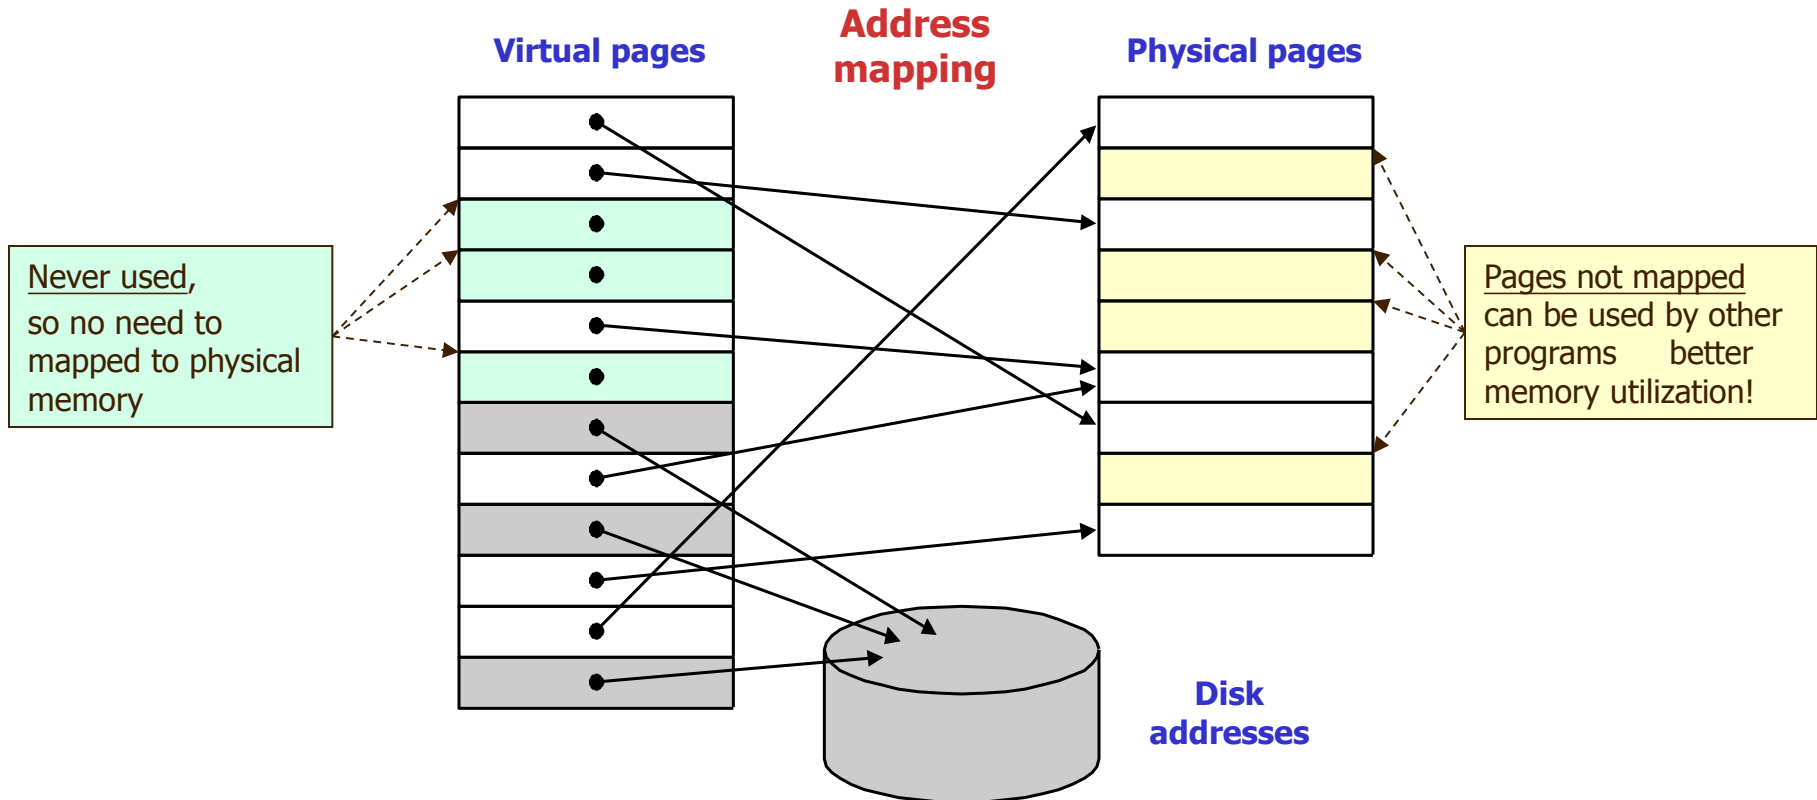 Address
mapping
Virtual pages
Physical pages
Never used,
so no need to
mapped to physical
memory
Pages not mapped
can be used by other
programs better
memory utilization!
Disk
addresses